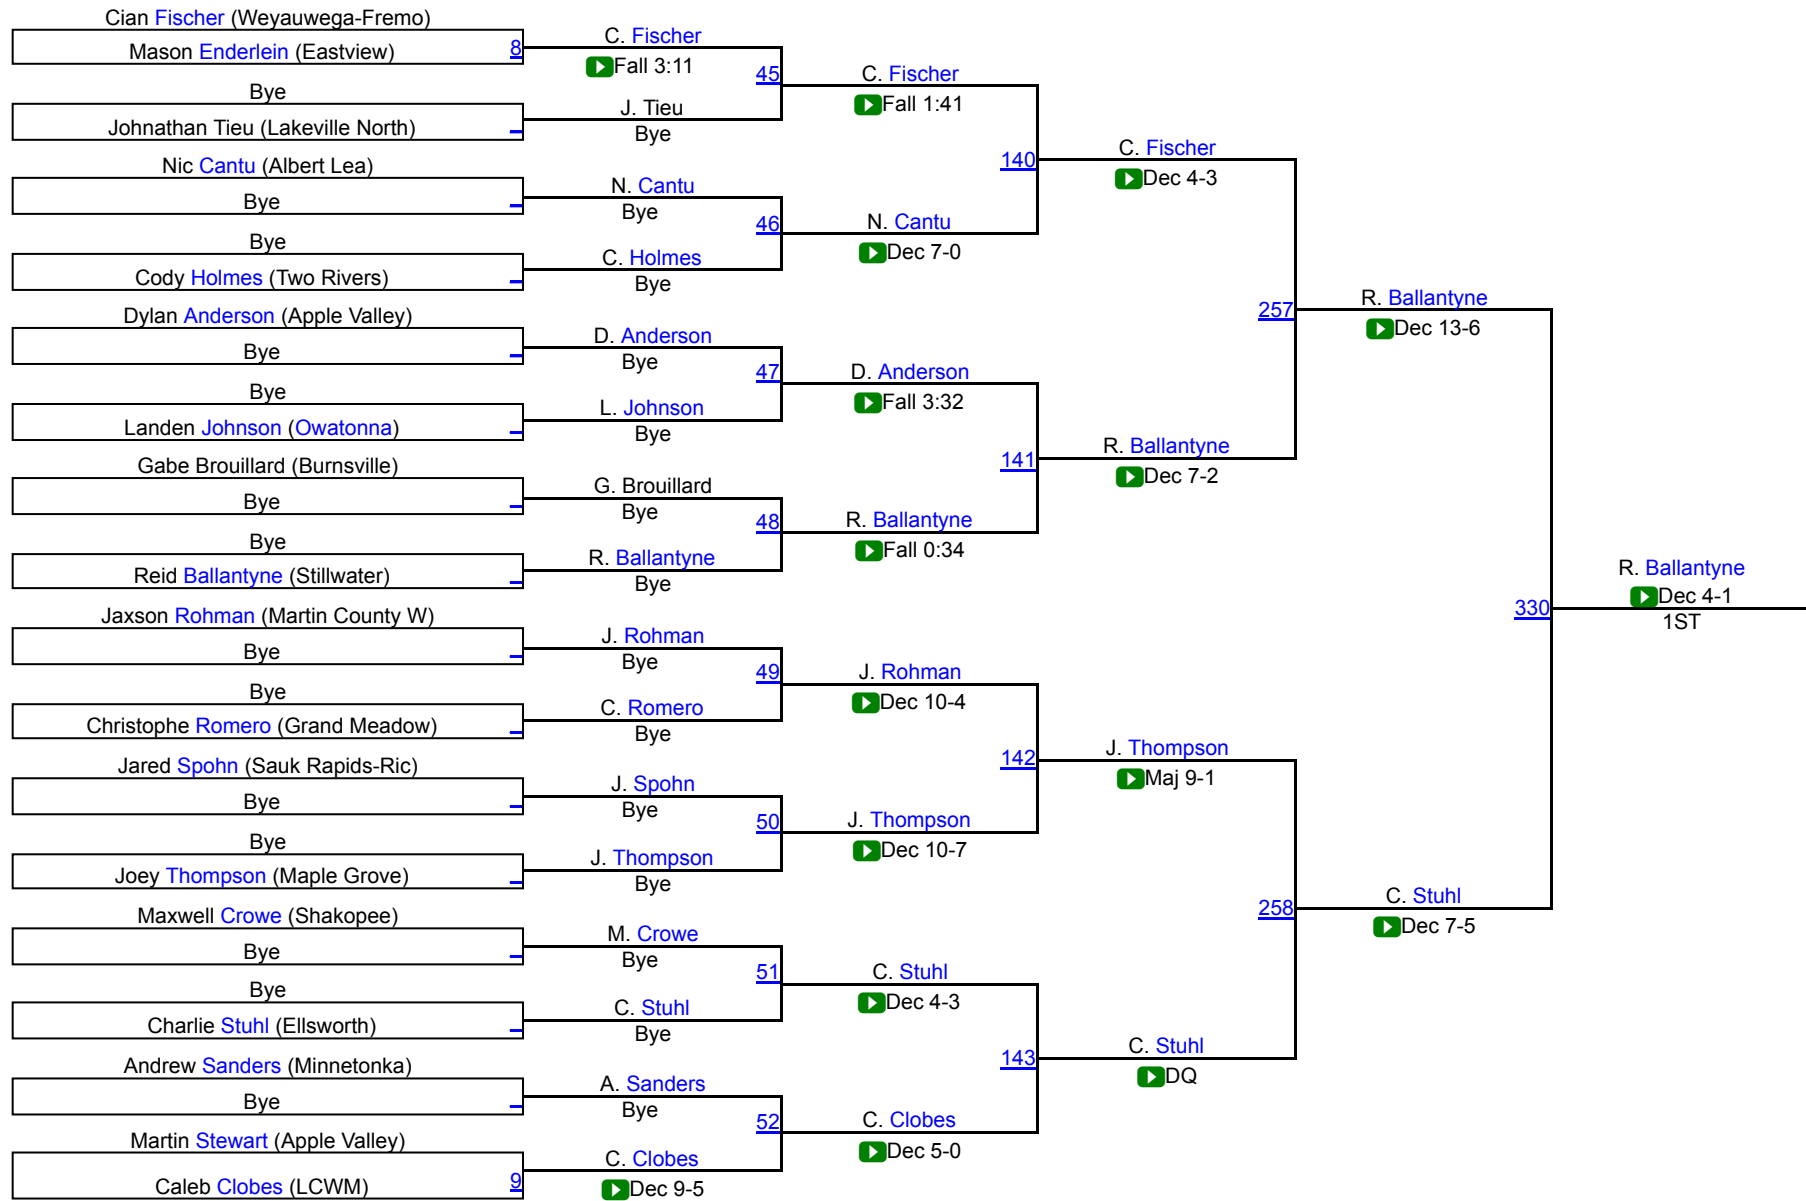 Cian Fischer (Weyauwega-Fremo)
Mason Enderlein (Eastview)
8
Bye
Johnathan Tieu (Lakeville North)
Nic Cantu (Albert Lea)
Bye
Bye
Cody Holmes (Two Rivers)
Dylan Anderson (Apple Valley)
Bye
Bye
Landen Johnson (Owatonna)
Gabe Brouillard (Burnsville)
Bye
Bye
Reid Ballantyne (Stillwater)
Jaxson Rohman (Martin County W)
Bye
Bye
Christophe Romero (Grand Meadow)
Jared Spohn (Sauk Rapids-Ric)
Bye
Bye
Joey Thompson (Maple Grove)
Maxwell Crowe (Shakopee)
Bye
Bye
Charlie Stuhl (Ellsworth)
Andrew Sanders (Minnetonka)
Bye
Martin Stewart (Apple Valley)
Caleb Clobes (LCWM)
9
C. Fischer
Fall 3:11
45
J. Tieu
Bye
N. Cantu
Bye
46
C. Holmes
Bye
D. Anderson
Bye
47
L. Johnson
Bye
G. Brouillard
Bye
48
R. Ballantyne
Bye
J. Rohman
Bye
49
C. Romero
Bye
J. Spohn
Bye
50
J. Thompson
Bye
M. Crowe
Bye
51
C. Stuhl
Bye
A. Sanders
Bye
52
C. Clobes
Dec 9-5
C. Fischer
Fall 1:41
140
N. Cantu
Dec 7-0
D. Anderson
Fall 3:32
141
R. Ballantyne
Fall 0:34
J. Rohman
Dec 10-4
142
J. Thompson
Dec 10-7
C. Stuhl
Dec 4-3
143
C. Clobes
Dec 5-0
C. Fischer
Dec 4-3
257
R. Ballantyne
Dec 7-2
J. Thompson
Maj 9-1
258
C. Stuhl
DQ
R. Ballantyne
Dec 13-6
330
C. Stuhl
Dec 7-5
R. Ballantyne
Dec 4-1
1ST